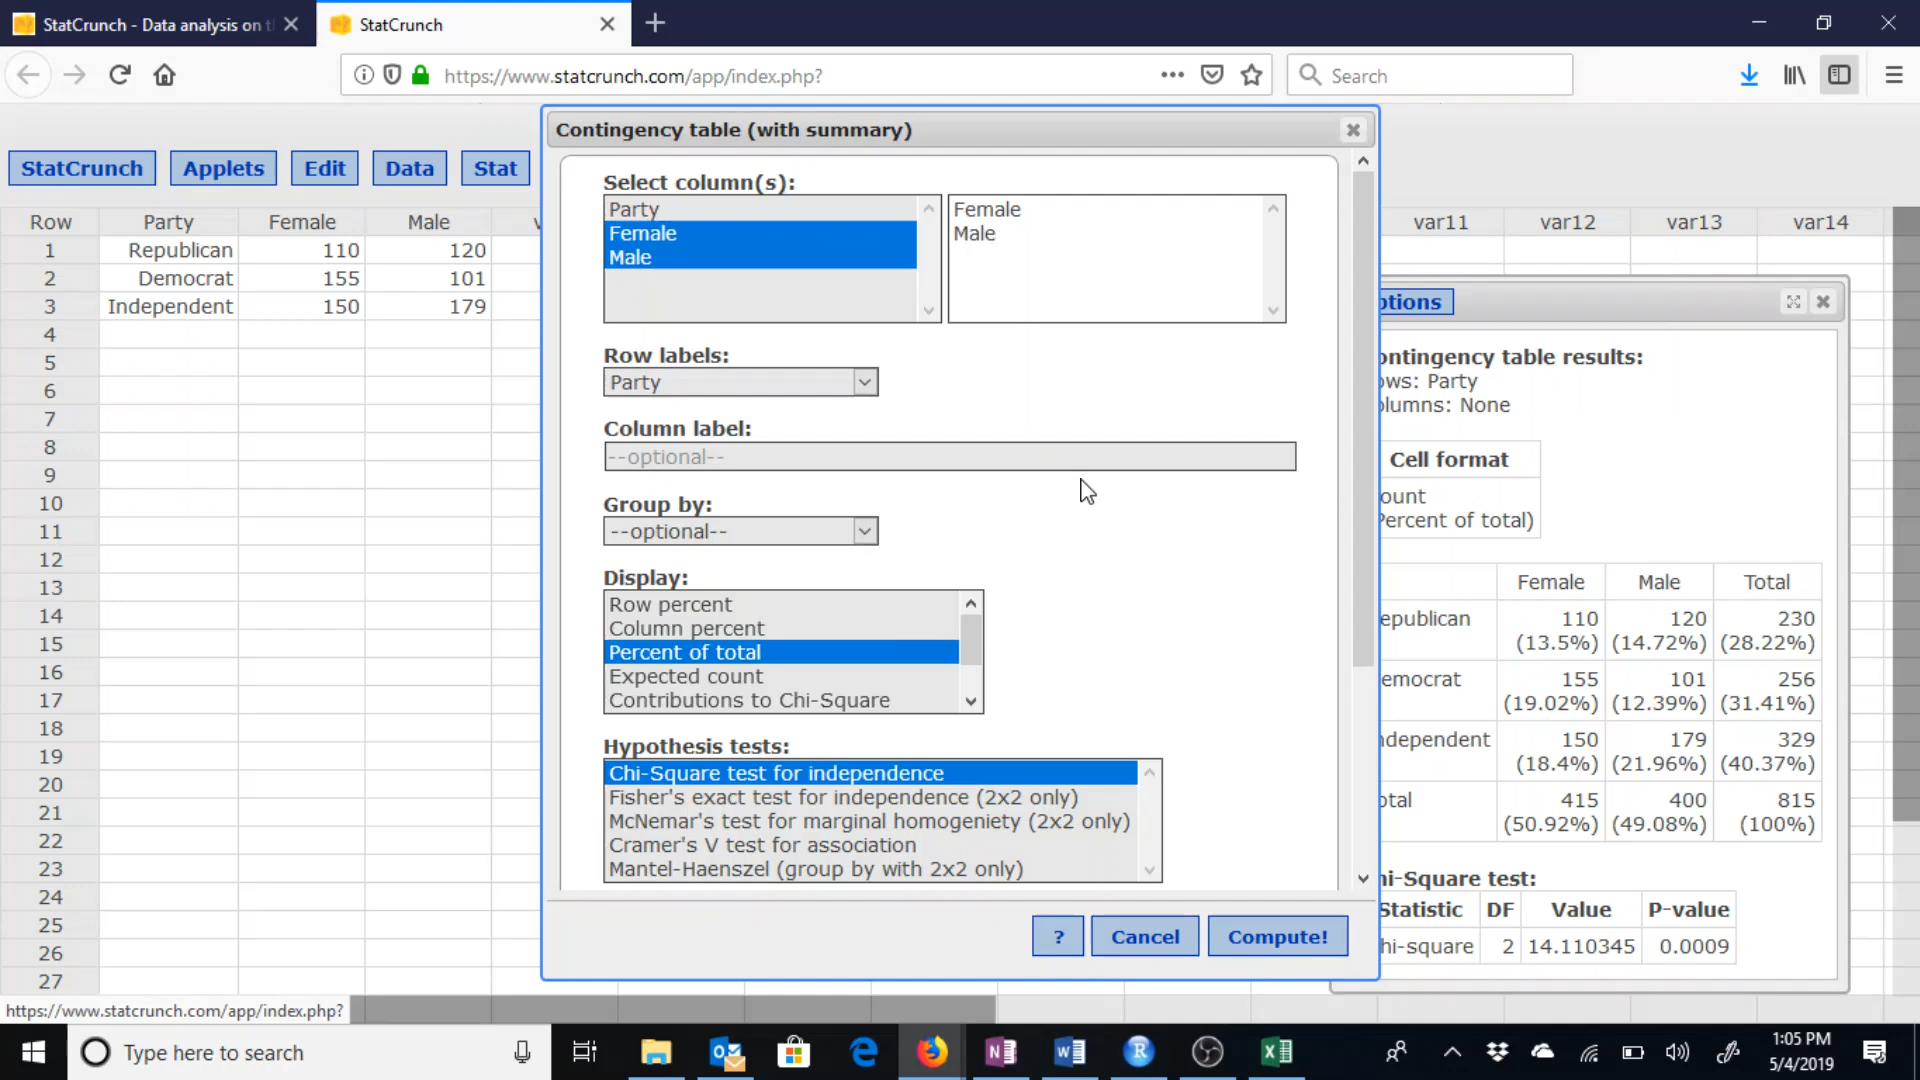 StatCrunch - Data analysis on t
StatCrunch
https://www.statcrunch.com/app/index.php?
Search
StatCrunch
Applets
Edit
Data
Stat
Row Party Female Male v
1 Republican 110 120
2 Democrat 155 101
3 Independent 150 179
4
5
6
7
8
9
10
11
12
13
14
15
16
17
18
19
20
21
22
23
24
25
26
27
var11 var12 var13 var14
Contingency table (with summary)
Select column(s):
Party
Female
Male
Female
Male
Row labels:
Party
Column label:
--optional--
Group by:
--optional--
Display:
Row percent
Column percent
Percent of total
Expected count
Contributions to Chi-Square
Hypothesis tests:
Chi-Square test for independence
Fisher's exact test for independence (2x2 only)
McNemar's test for marginal homogeniety (2x2 only)
Cramer's V test for association
Mantel-Haenszel (group by with 2x2 only)
?
Cancel
Compute!
ptions
ontingency table results:
ows: Party
olumns: None
Cell format
ount
Percent of total)
Female Male Total
epublican 110 120 230
(13.5%) (14.72%) (28.22%)
emocrat 155 101 256
(19.02%) (12.39%) (31.41%)
ndependent 150 179 329
(18.4%) (21.96%) (40.37%)
otal 415 400 815
(50.92%) (49.08%) (100%)
hi-Square test:
Statistic DF Value P-value
hi-square 2 14.110345 0.0009
https://www.statcrunch.com/app/index.php?
Type here to search
1:05 PM
5/4/2019